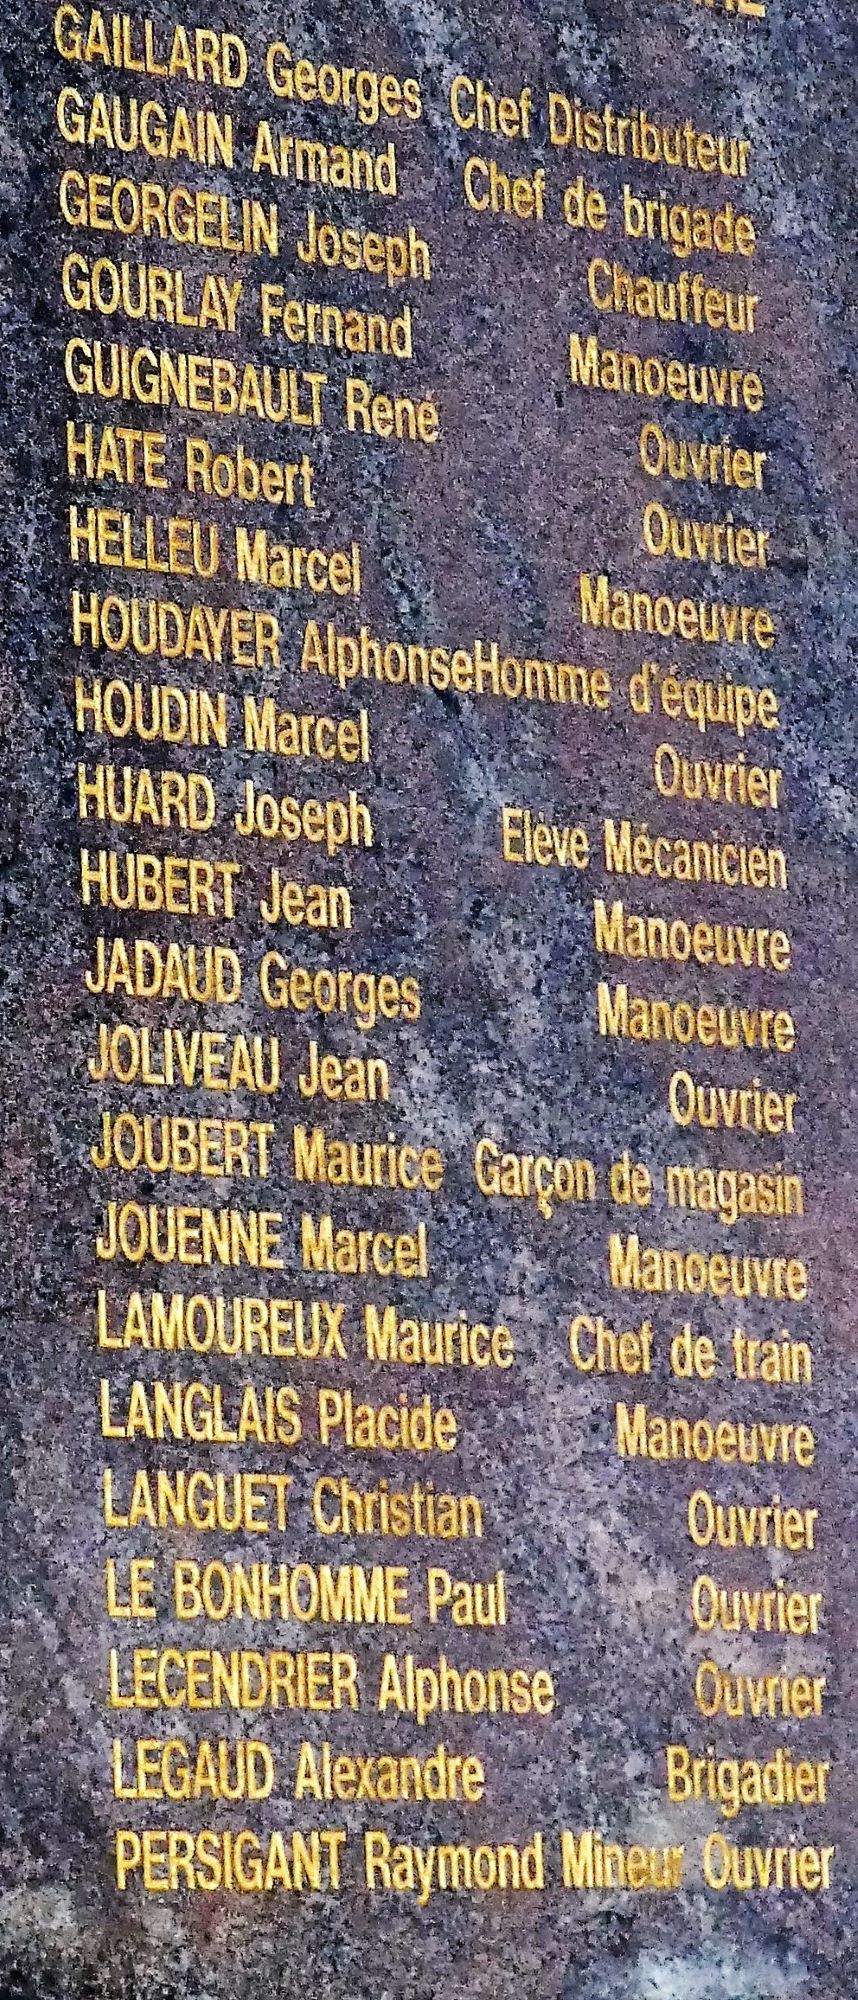 GAILLARD Georges Chef Distributeur
GAUGAIN Armand Chef de brigade
GEORGELIN Joseph Chauffeur
GOURLAY Fernand Manoeuvre
GUIGNEBAULT René Ouvrier
HATE Robert Ouvrier
HELLEU Marcel Manoeuvre
HOUDAYER AlphonseHomme d'équipe
HOUDIN Marcel Ouvrier
HUARD Joseph Elève Mécanicien
HUBERT Jean Manoeuvre
JADAUD Georges Manoeuvre
JOLIVEAU Jean Ouvrier
JOUBERT Maurice Garçon de magasin
JOUENNE Marcel Manoeuvre
LAMOUREUX Maurice Chef de train
LANGLAIS Placide Manoeuvre
LANGUET Christian Ouvrier
LE BONHOMME Paul Ouvrier
LECENDRIER Alphonse Ouvrier
LEGAUD Alexandre Brigadier
PERSIGANT Raymond Mineur Ouvrier